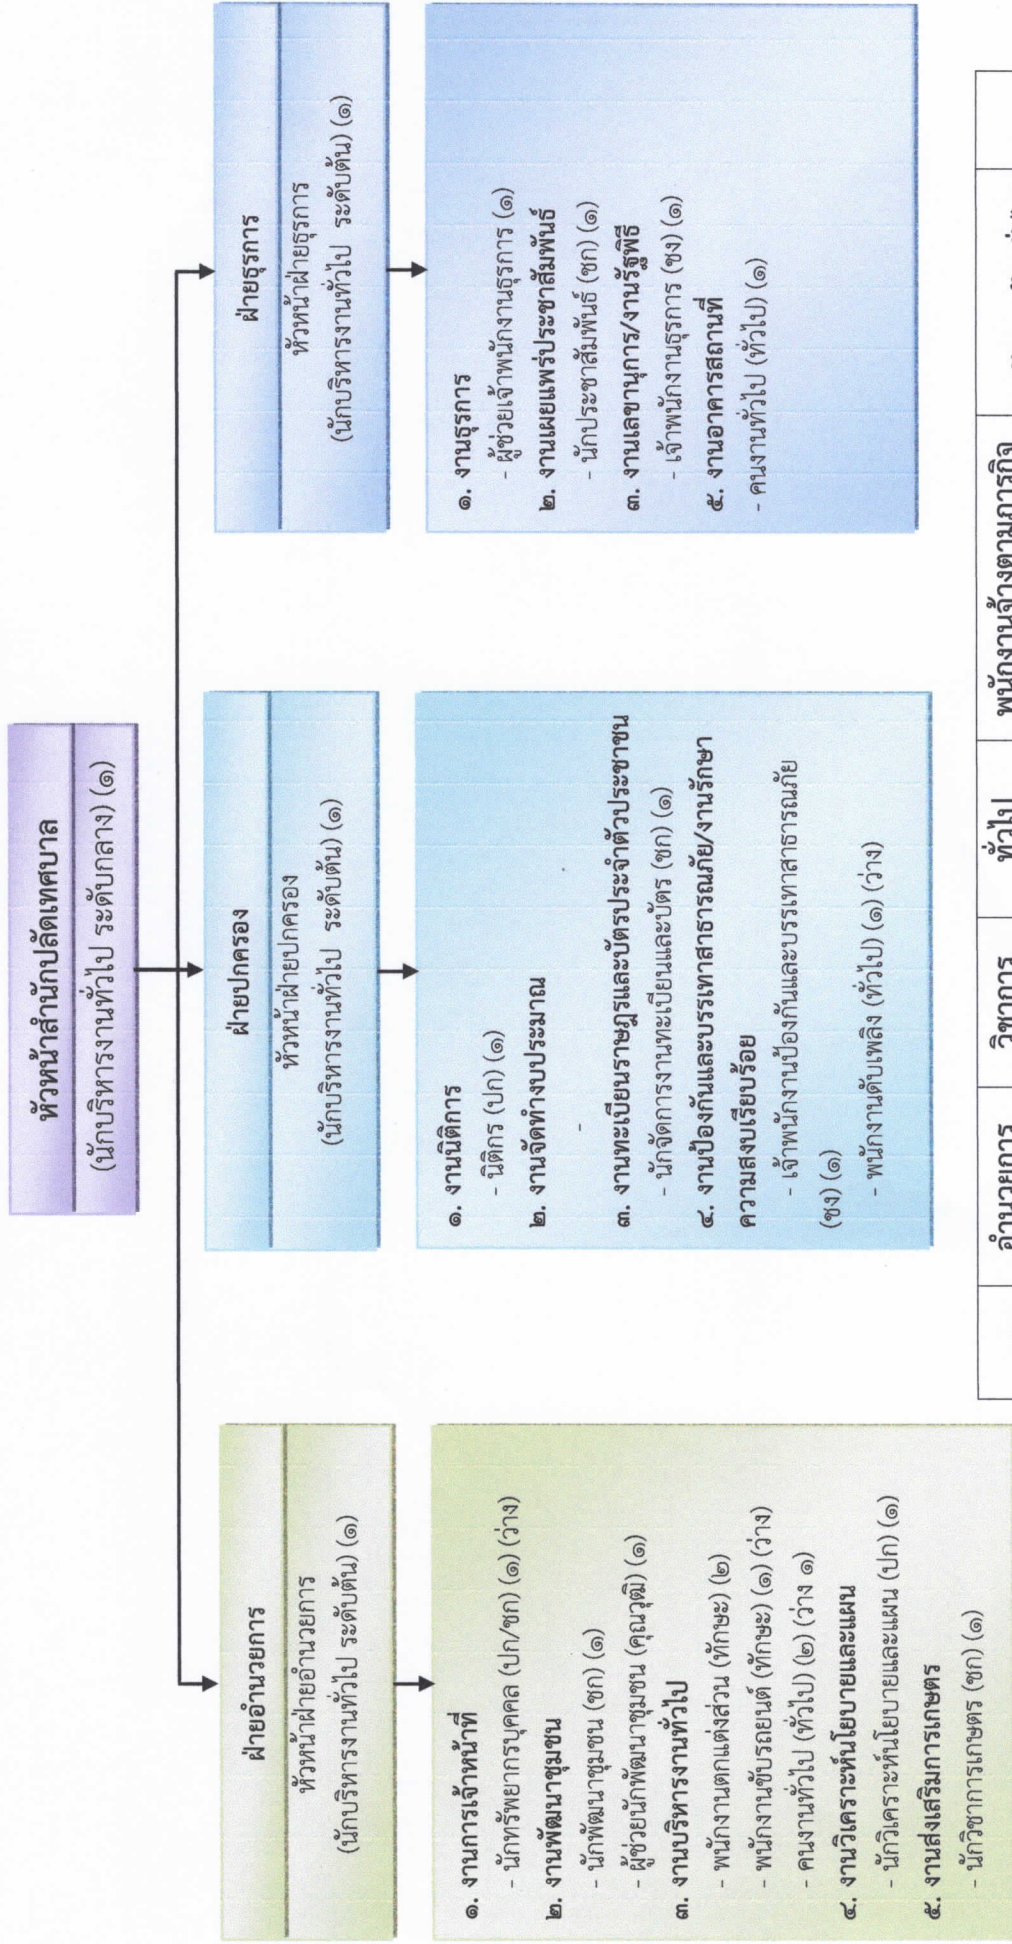 หัวหน้าสำนักปลัดเทศบาล
(นักบริหารงานทั่วไป ระดับกลาง) (๑)
ฝ่ายอำนวยการ
หัวหน้าฝ่ายอำนวยการ
(นักบริหารงานทั่วไป ระดับต้น) (๑)
๑. งานการเจ้าหน้าที่
- นักทรัพยากรบุคคล (ปก/ชก) (๑) (ว่าง)
๒. งานพัฒนาชุมชน
- นักพัฒนาชุมชน (ชก) (๑)
- ผู้ช่วยนักพัฒนาชุมชน (คุณวุฒิ) (๑)
๓. งานบริหารงานทั่วไป
- พนักงานตกแต่งส่วน (ทักษะ) (๒)
- พนักงานขับรถยนต์ (ทักษะ) (๑) (ว่าง)
- คนงานทั่วไป (ทั่วไป) (๒) (ว่าง ๑)
๔. งานวิเคราะห์นโยบายและแผน
- นักวิเคราะห์นโยบายและแผน (ปก) (๑)
๕. งานส่งเสริมการเกษตร
- นักวิชาการเกษตร (ชก) (๑)
ฝ่ายปกครอง
หัวหน้าฝ่ายปกครอง
(นักบริหารงานทั่วไป ระดับต้น) (๑)
๑. งานนิติการ
- นิติกร (ปก) (๑)
๒. งานจัดทำงบประมาณ
-
๓. งานทะเบียนราษฎรและบัตรประจำตัวประชาชน
- นักจัดการงานทะเบียนและบัตร (ชก) (๑)
๔. งานป้องกันและบรรเทาสาธารณภัย/งานรักษา
ความสงบเรียบร้อย
- เจ้าพนักงานป้องกันและบรรเทาสาธารณภัย
(ชง) (๑)
- พนักงานดับเพลิง (ทั่วไป) (๑) (ว่าง)
ฝ่ายธุรการ
หัวหน้าฝ่ายธุรการ
(นักบริหารงานทั่วไป ระดับต้น) (๑)
๑. งานธุรการ
- ผู้ช่วยเจ้าพนักงานธุรการ (๑)
๒. งานเผยแพร่ประชาสัมพันธ์
- นักประชาสัมพันธ์ (ชก) (๑)
๓. งานเลขานุการ/งานรัฐพิธี
- เจ้าพนักงานธุรการ (ชง) (๑)
๕. งานอาคารสถานที่
- คนงานทั่วไป (ทั่วไป) (๑)
อำนวยการ วิชาการ ทั่วไป พนักงานจ้างตามภารกิจ